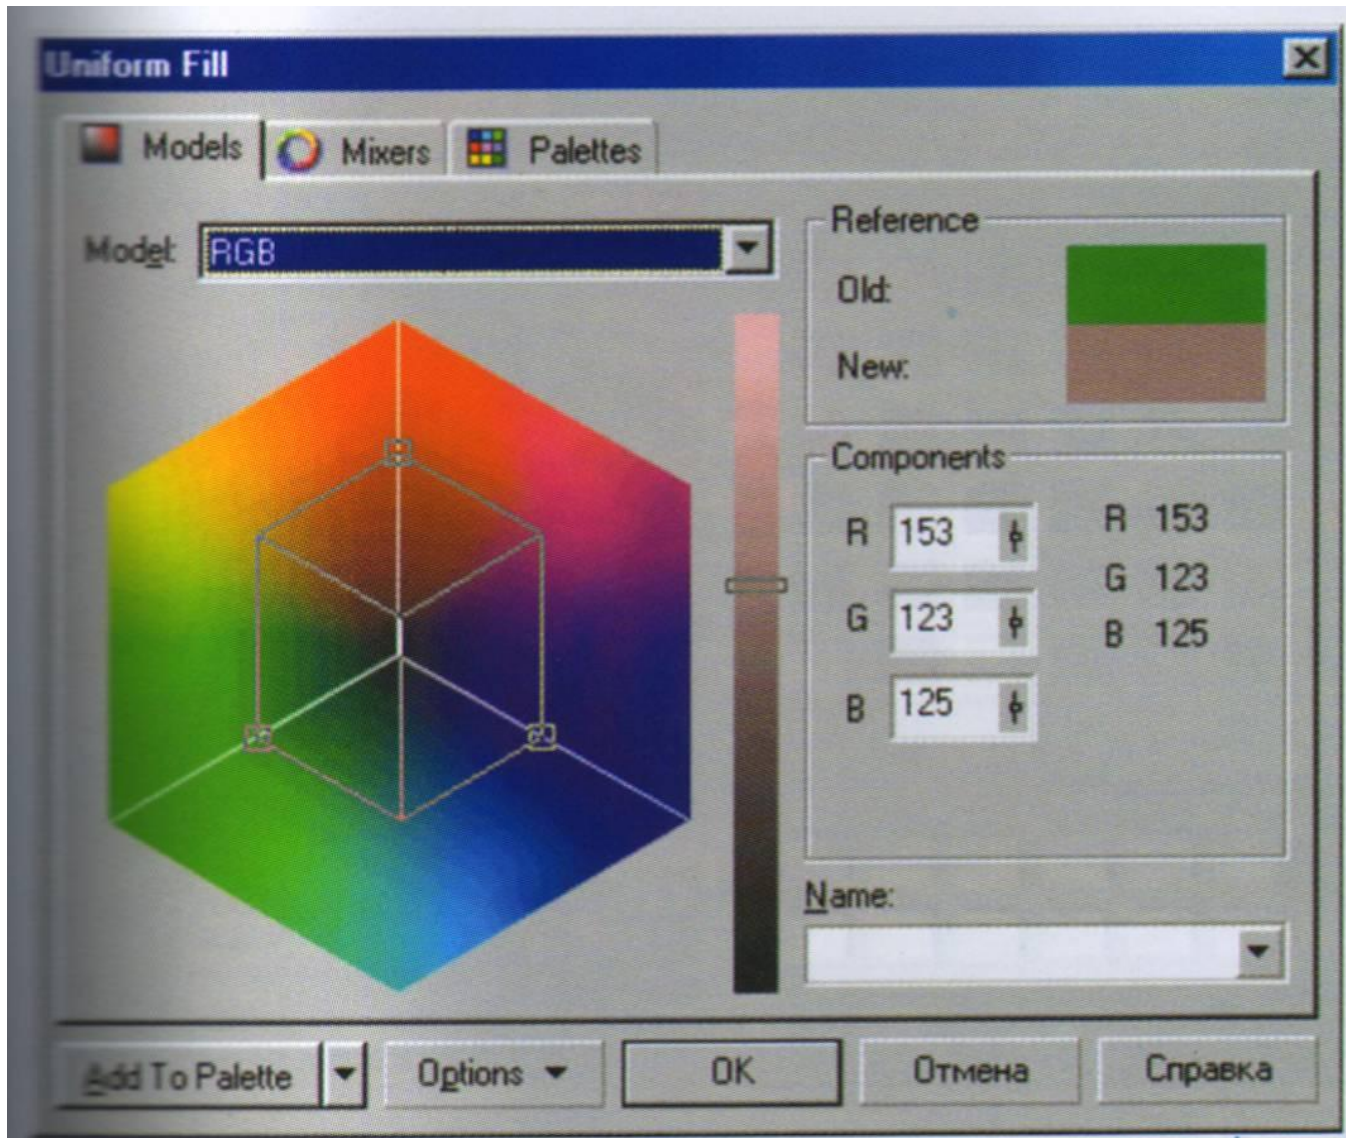 Uniform Fill
Models Mixers Palettes
Model: RGB
Reference
Old:
New:
Components
R 153 R 153
G 123 G 123
B 125 B 125
Name:
Add To Palette Options OK Отмена Справка